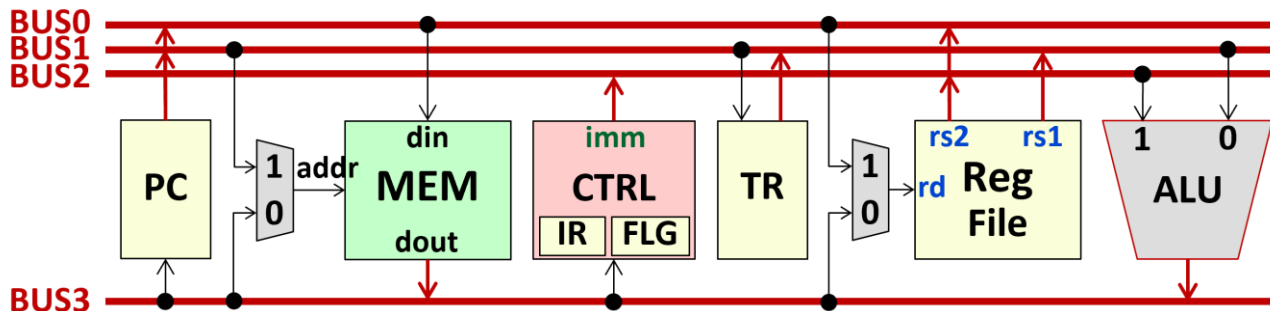 BUS0
BUS1
BUS2
din
imm
rs2 rs1
1 0
1
0
addr
PC
MEM
CTRL
TR
1
0
rd
Reg
File
ALU
dout
IR
FLG
BUS3